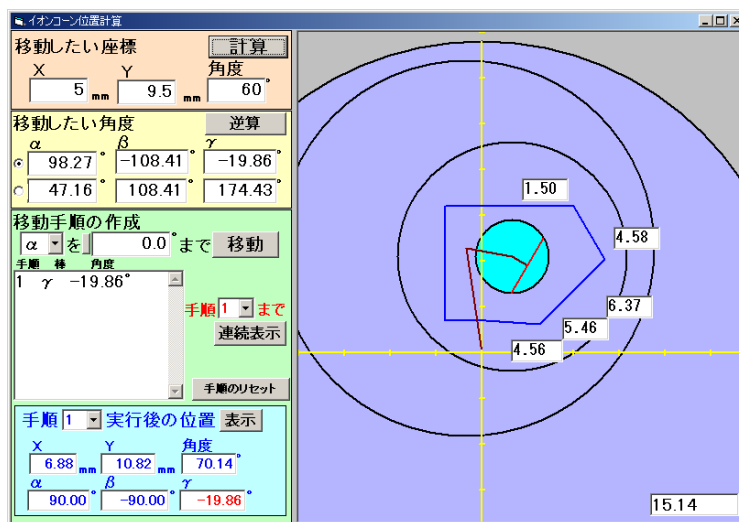 イオンコーン位置計算
移動したい座標 計算
X Y 角度
5 mm 9.5 mm 60°
移動したい角度 逆算
α β γ
98.27° -108.41° -19.86°
47.16° 108.41° 174.43°
移動手順の作成
α を 0.0° まで 移動
手順 棒 角度
1 γ -19.86°
手順 1 まで
連続表示
手順のリセット
手順 1 実行後の位置 表示
X Y 角度
6.88 mm 10.82 mm 70.14°
α β γ
90.00° -90.00° -19.86°
1.50
4.58
6.37
5.46
4.56
15.14